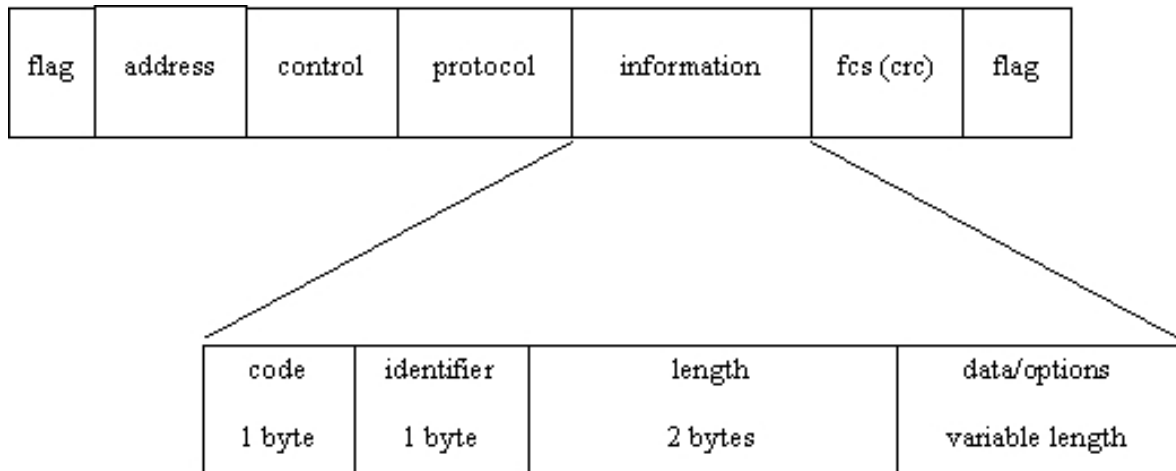 flag address control protocol information fcs (crc) flag
code identifier length data/options
1 byte 1 byte 2 bytes variable length